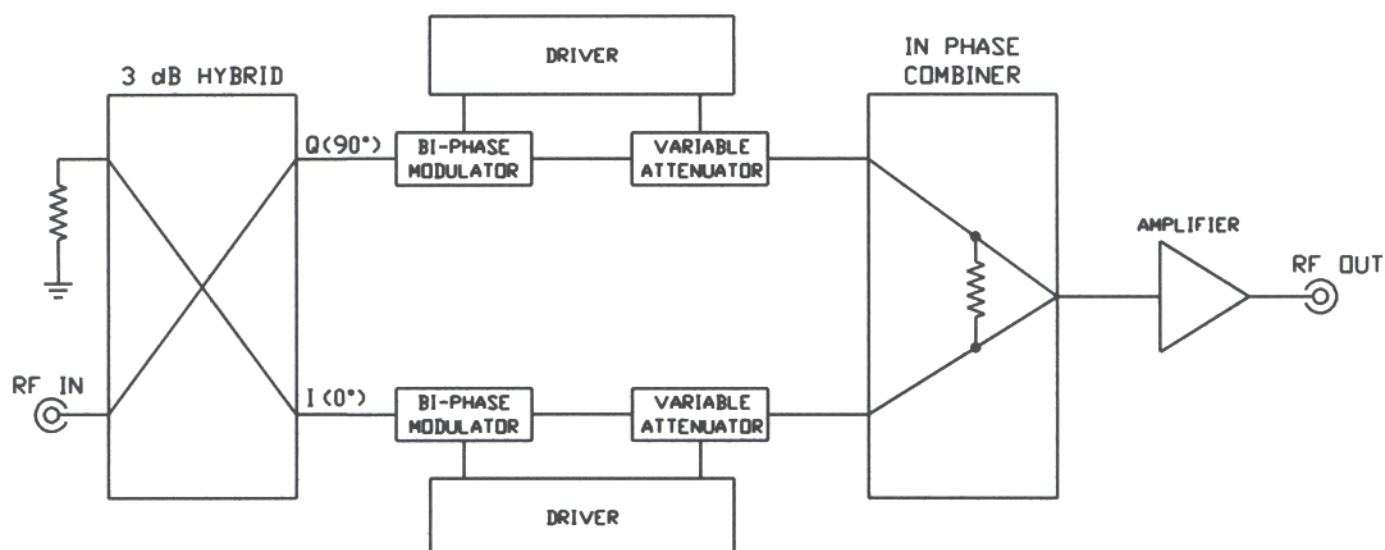 DRIVER
IN PHASE
COMBINER
3 dB HYBRID
Q(90°)
BI-PHASE
MODULATOR
VARIABLE
ATTENUATOR
AMPLIFIER
RF OUT
RF IN
I(0°)
BI-PHASE
MODULATOR
VARIABLE
ATTENUATOR
DRIVER